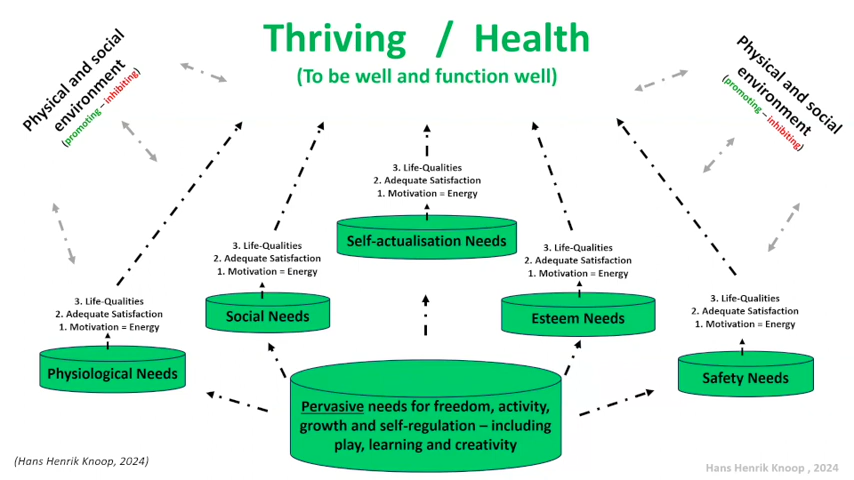 Thriving / Health
(To be well and function well)
Physical and social
environment
(promoting – inhibiting)
Physical and social
environment
(promoting – inhibiting)
3. Life-Qualities
2. Adequate Satisfaction
1. Motivation = Energy
Self-actualisation Needs
3. Life-Qualities
2. Adequate Satisfaction
1. Motivation = Energy
Social Needs
3. Life-Qualities
2. Adequate Satisfaction
1. Motivation = Energy
Esteem Needs
3. Life-Qualities
2. Adequate Satisfaction
1. Motivation = Energy
Physiological Needs
3. Life-Qualities
2. Adequate Satisfaction
1. Motivation = Energy
Safety Needs
Pervasive needs for freedom, activity,
growth and self-regulation – including
play, learning and creativity
(Hans Henrik Knoop, 2024)
Hans Henrik Knoop , 2024